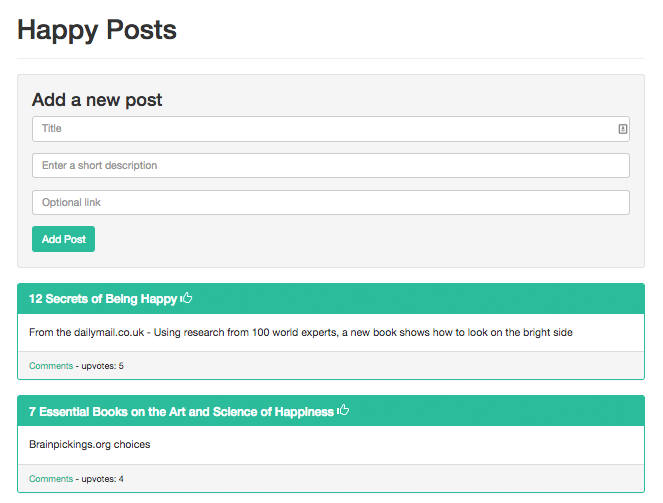 Happy Posts
Add a new post
Title
Enter a short description
Optional link
Add Post
12 Secrets of Being Happy
From the dailymail.co.uk - Using research from 100 world experts, a new book shows how to look on the bright side
Comments - upvotes: 5
7 Essential Books on the Art and Science of Happiness
Brainpickings.org choices
Comments - upvotes: 4